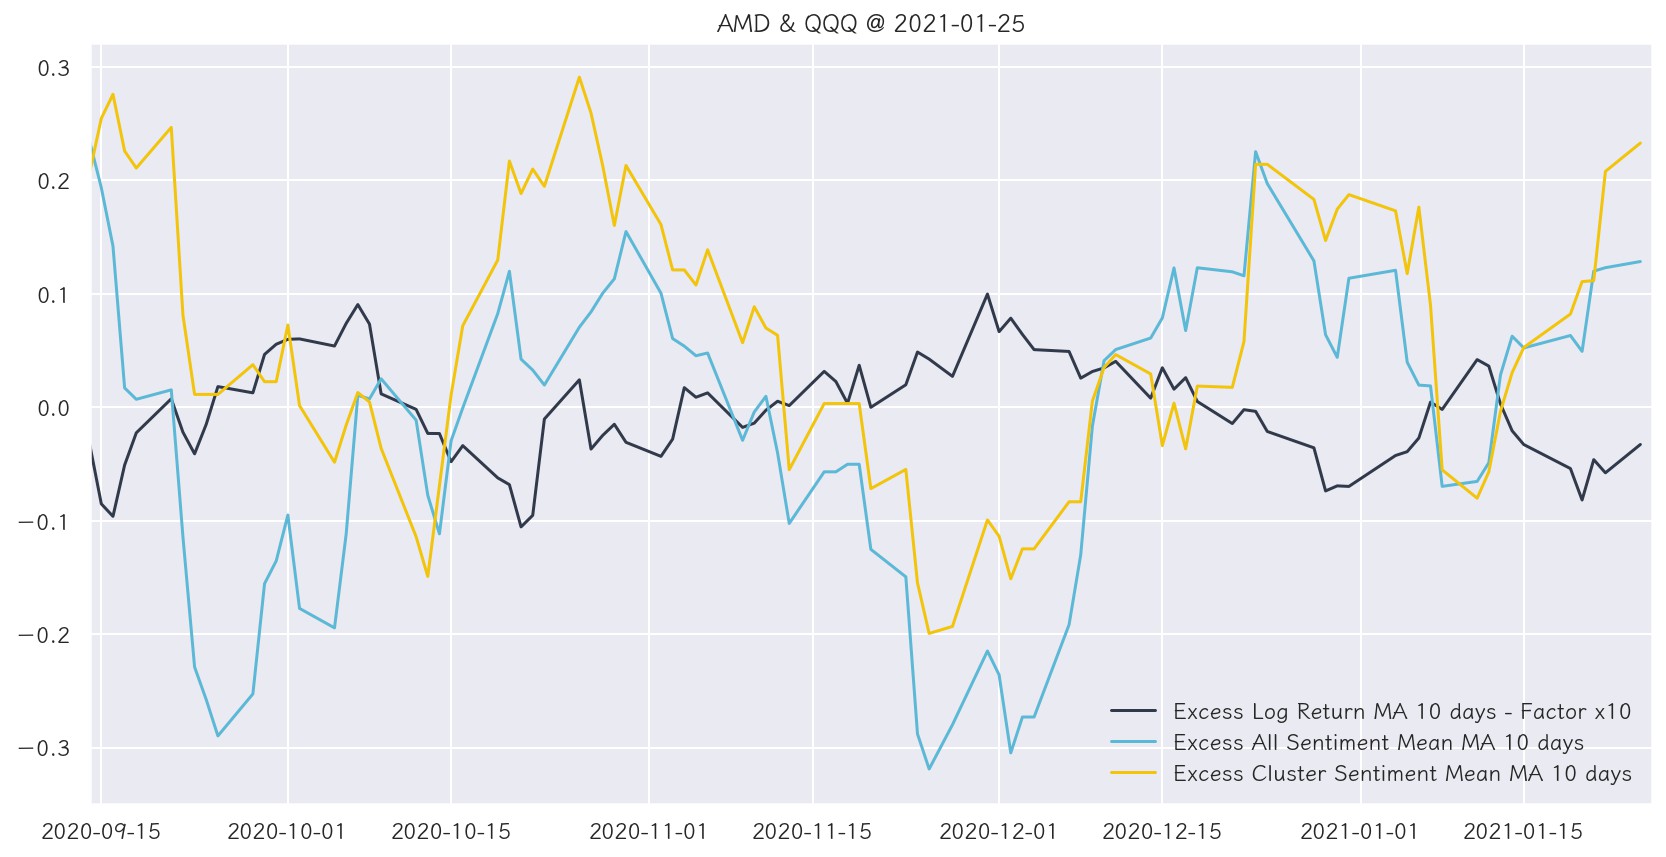 AMD & QQQ @ 2021-01-25
0.3
0.2
0.1
0.0
−0.1
−0.2
−0.3
Excess Log Return MA 10 days - Factor x10
Excess All Sentiment Mean MA 10 days
Excess Cluster Sentiment Mean MA 10 days
2020-09-15 2020-10-01 2020-10-15 2020-11-01 2020-11-15 2020-12-01 2020-12-15 2021-01-01 2021-01-15